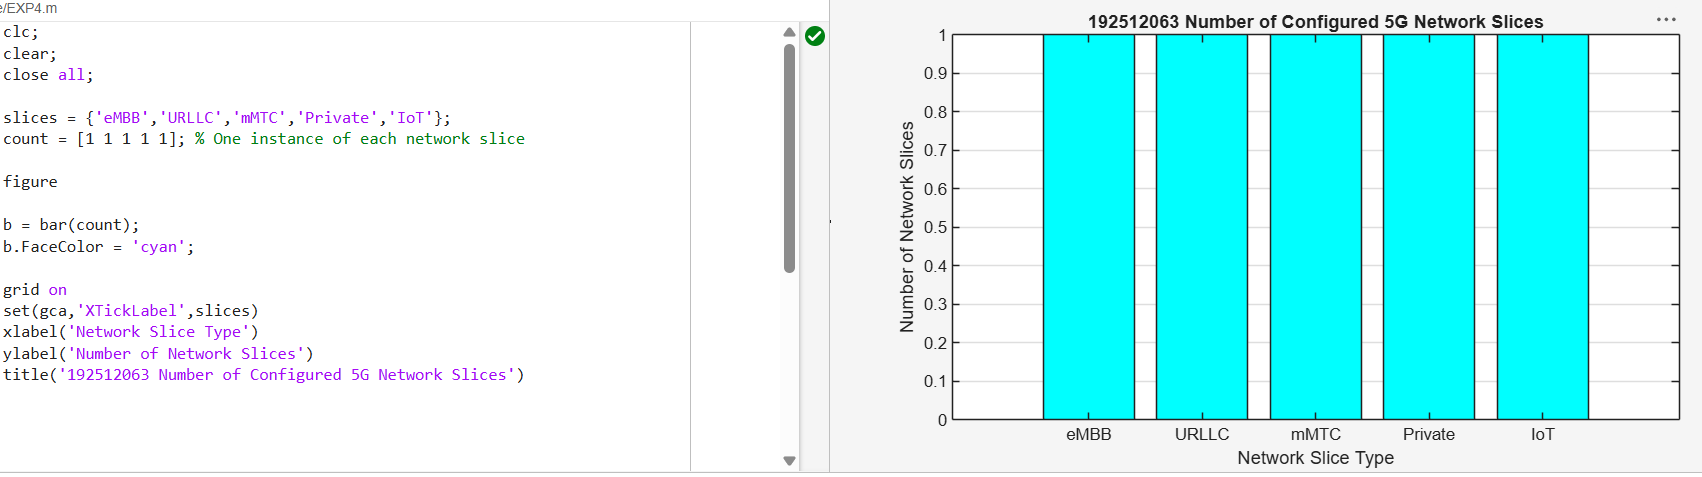 e/EXP4.m
clc;
clear;
close all;
slices = {'eMBB','URLLC','mMTC','Private','IoT'};
count = [1 1 1 1 1]; % One instance of each network slice
figure
b = bar(count);
b.FaceColor = 'cyan';
grid on
set(gca,'XTickLabel',slices)
xlabel('Network Slice Type')
ylabel('Number of Network Slices')
title('192512063 Number of Configured 5G Network Slices')
192512063 Number of Configured 5G Network Slices
Number of Network Slices
1
0.9
0.8
0.7
0.6
0.5
0.4
0.3
0.2
0.1
0
eMBB URLLC mMTC Private IoT
Network Slice Type